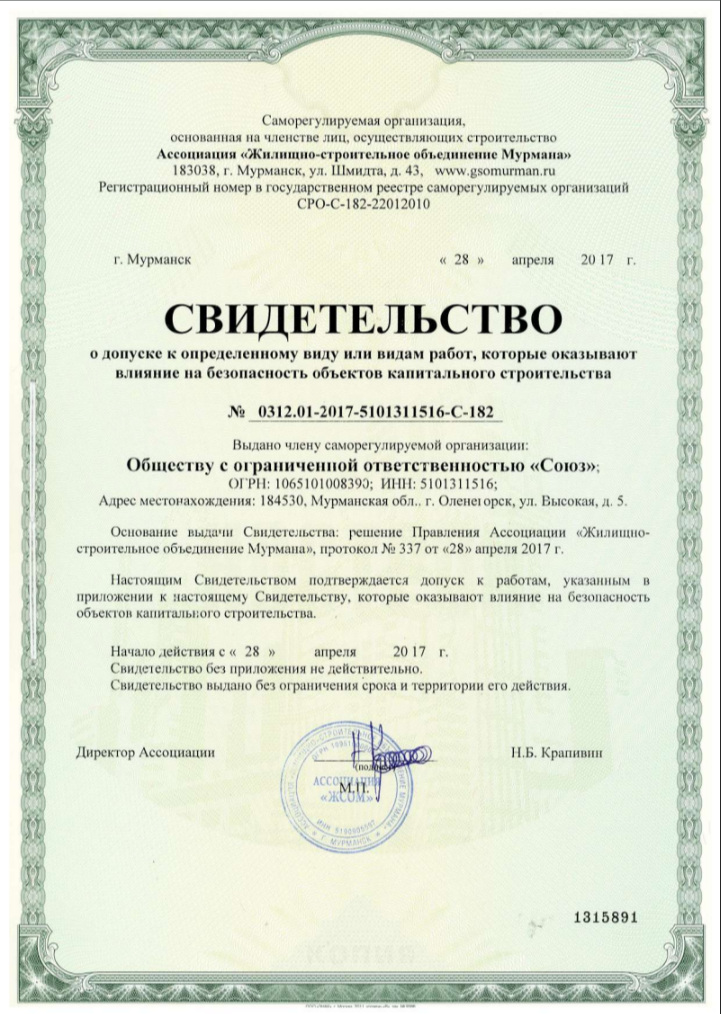 Саморегулируемая организация,
основанная на членстве лиц, осуществляющих строительство
Ассоциация «Жилищно-строительное объединение Мурмана»
183038, г. Мурманск, ул. Шмидта, д. 43, www.gsomurman.ru
Регистрационный номер в государственном реестре саморегулируемых организаций
СРО-С-182-22012010
г. Мурманск « 28 » апреля 20 17 г.
СВИДЕТЕЛЬСТВО
о допуске к определенному виду или видам работ, которые оказывают
влияние на безопасность объектов капитального строительства
№ 0312.01-2017-5101311516-С-182
Выдано члену саморегулируемой организации:
Обществу с ограниченной ответственностью «Союз»;
ОГРН: 1065101008390; ИНН: 5101311516;
Адрес местонахождения: 184530, Мурманская обл., г. Оленегорск, ул. Высокая, д. 5.
Основание выдачи Свидетельства: решение Правления Ассоциации «Жилищно-
строительное объединение Мурмана», протокол № 337 от «28» апреля 2017 г.
Настоящим Свидетельством подтверждается допуск к работам, указанным в
приложении к настоящему Свидетельству, которые оказывают влияние на безопасность
объектов капитального строительства.
Начало действия с « 28 » апреля 20 17 г.
Свидетельство без приложения не действительно.
Свидетельство выдано без ограничения срока и территории его действия.
Директор Ассоциации Н.Б. Крапивин
М.П.
АССОЦИАЦИЯ
«ЖСОМ»
Г. МУРМАНСК
1315891